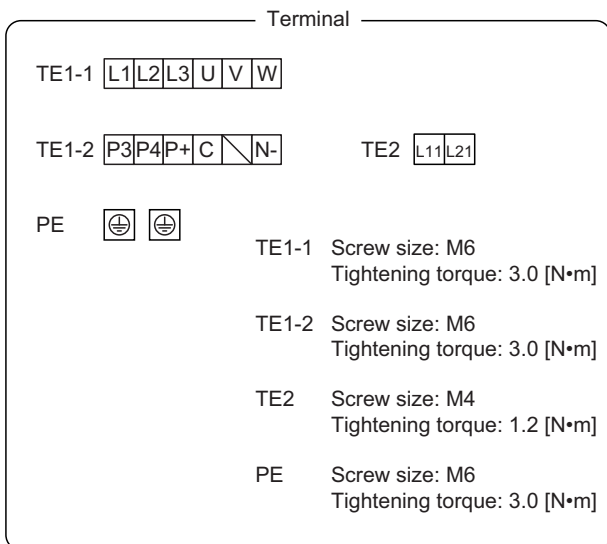 Terminal
TE1-1 L1 L2 L3 U V W
TE1-2 P3 P4 P+ C N- TE2 L11 L21
PE
TE1-1 Screw size: M6
Tightening torque: 3.0 [N•m]
TE1-2 Screw size: M6
Tightening torque: 3.0 [N•m]
TE2 Screw size: M4
Tightening torque: 1.2 [N•m]
PE Screw size: M6
Tightening torque: 3.0 [N•m]